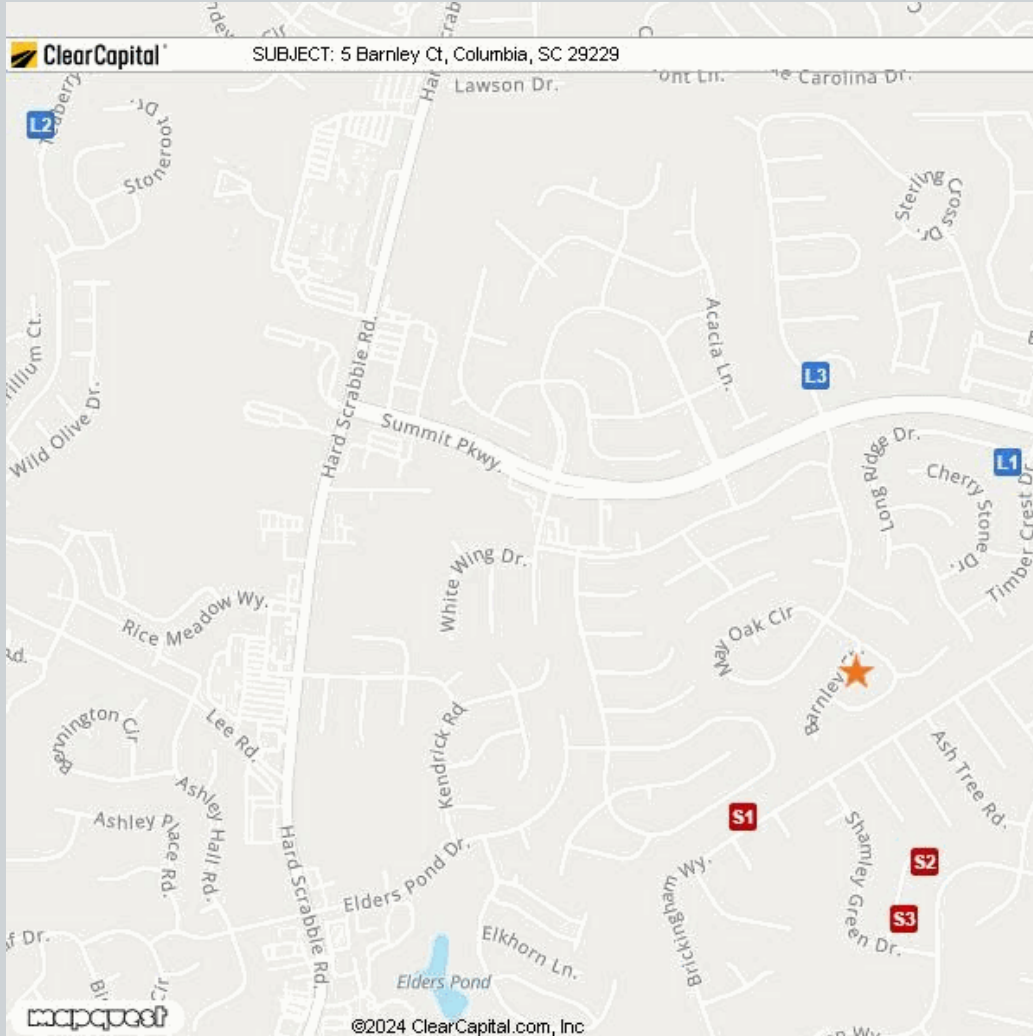 ClearCapital
SUBJECT: 5 Barnley Ct, Columbia, SC 29229
Lawson Dr.
Carolina Dr.
L2
Stoneroot Dr.
Sterling Cross Dr.
Hard Scrabble Rd.
Acacia Ln.
L3
Wild Olive Dr.
Summit Pkwy.
Long Ridge Dr.
L1
Cherry Stone Dr.
Timber Crest Dr.
White Wing Dr.
Rice Meadow Wy.
May Oak Cir
Rd.
Barnley
Bennington Cir
Lee Rd.
Kendrick Rd
Ash Tree Rd.
Ashley Place Rd.
Ashley Hall Rd.
S1
Shamley Green Dr.
S2
Hard Scrabble Rd.
Elders Pond Dr.
Brickingham Wy.
S3
Elkhorn Ln.
Dr.
Cir
Elders Pond
mapquest
©2024 ClearCapital.com, Inc